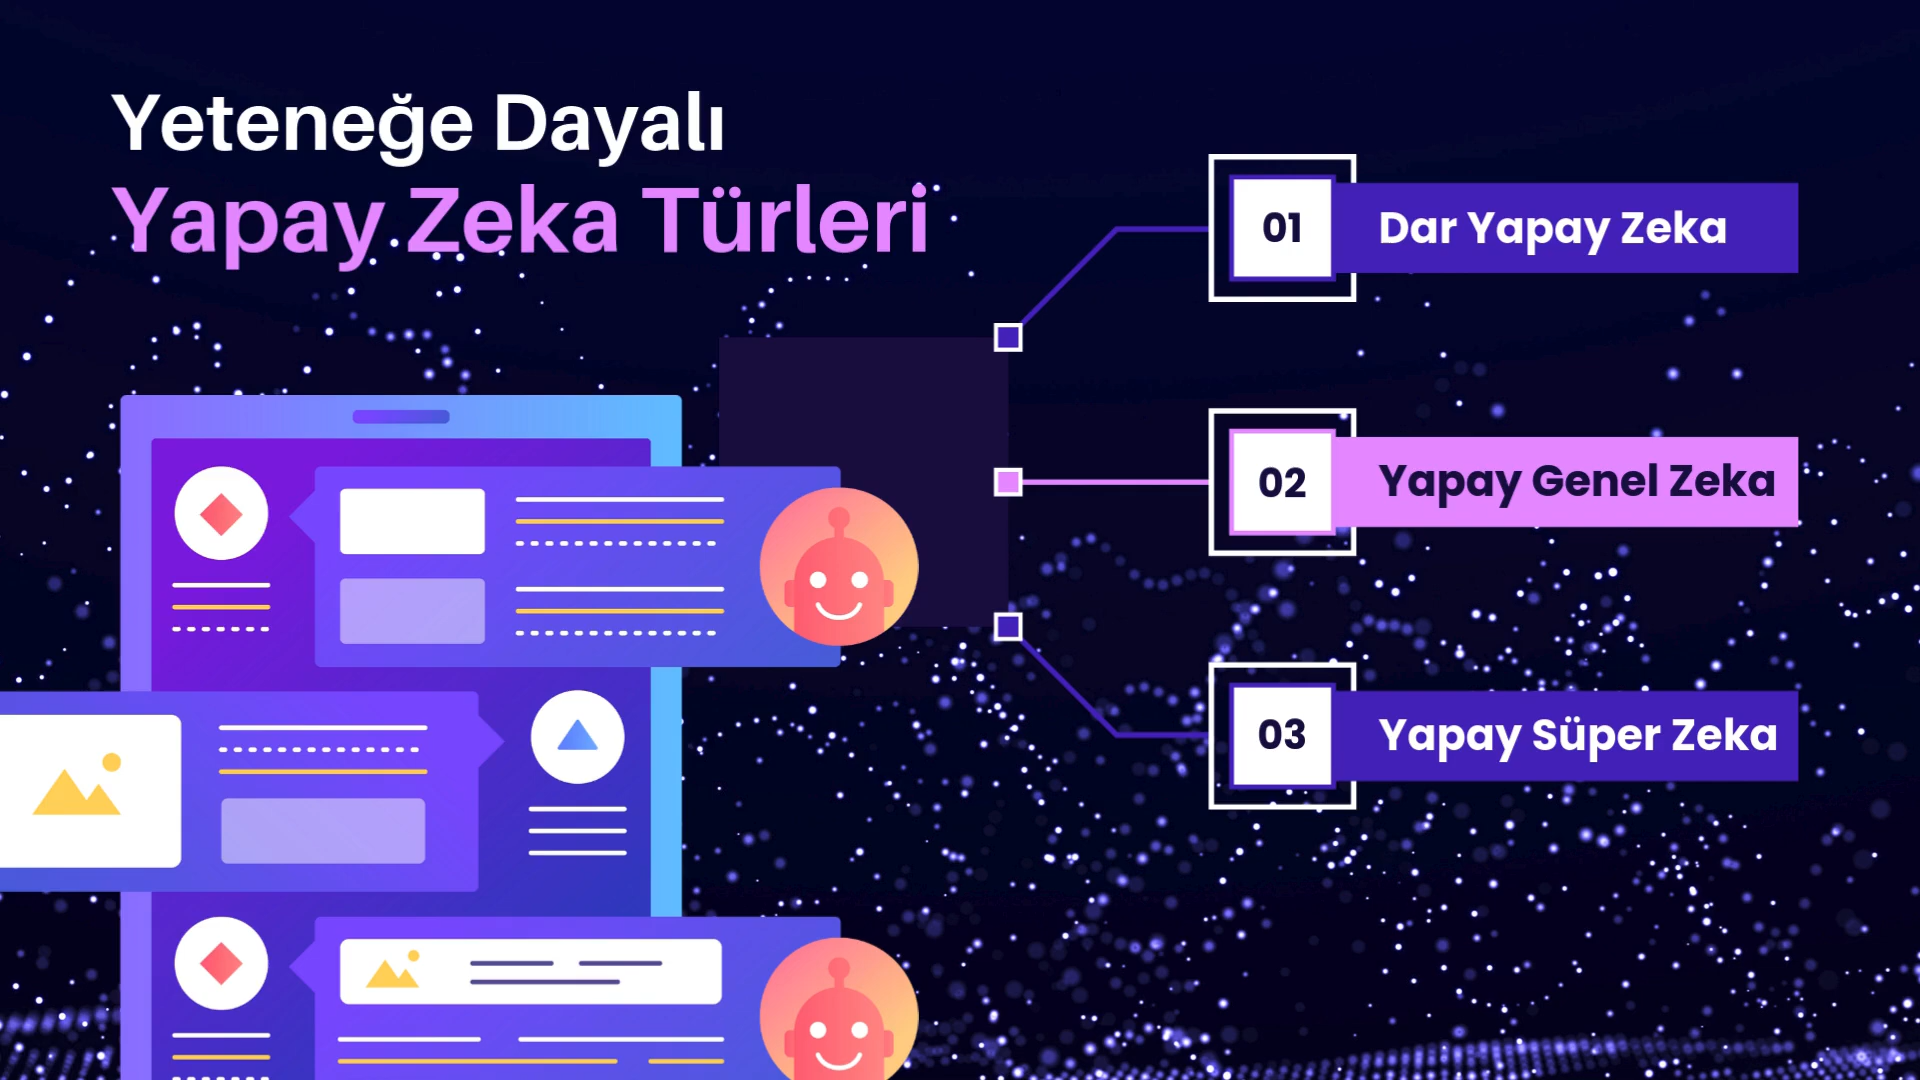 Yeteneğe Dayalı
Yapay Zeka Türleri
01
Dar Yapay Zeka
02
Yapay Genel Zeka
03
Yapay Süper Zeka